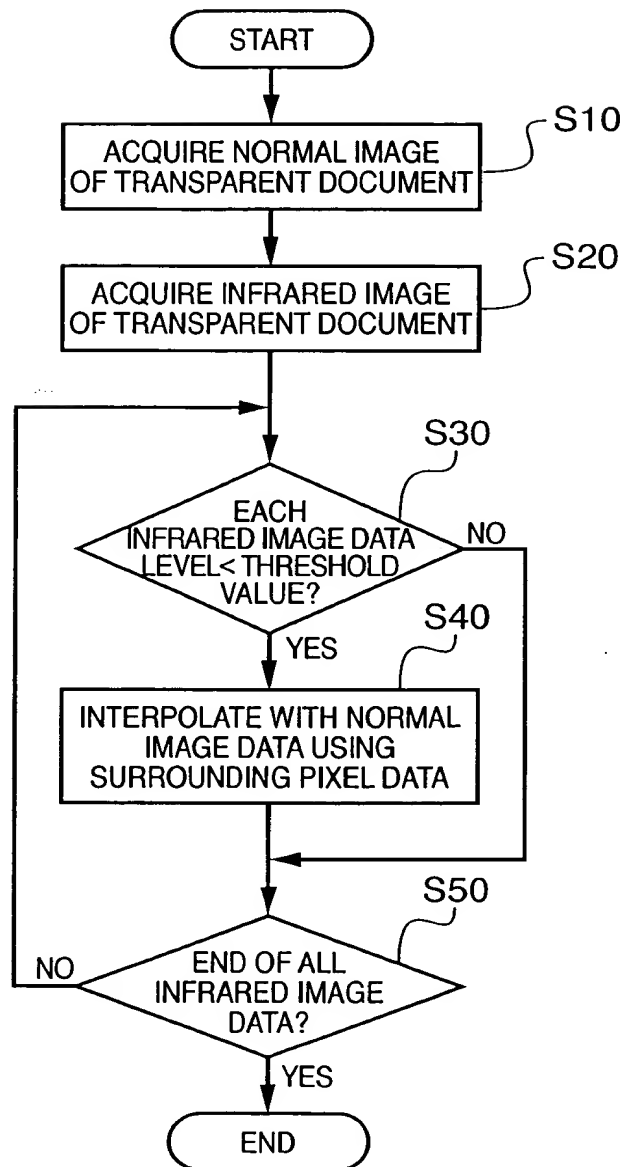 START
S10
ACQUIRE NORMAL IMAGE
OF TRANSPARENT DOCUMENT
S20
ACQUIRE INFRARED IMAGE
OF TRANSPARENT DOCUMENT
S30
EACH
INFRARED IMAGE DATA
LEVEL< THRESHOLD
VALUE?
NO
YES
S40
INTERPOLATE WITH NORMAL
IMAGE DATA USING
SURROUNDING PIXEL DATA
S50
END OF ALL
INFRARED IMAGE
DATA?
NO
YES
END